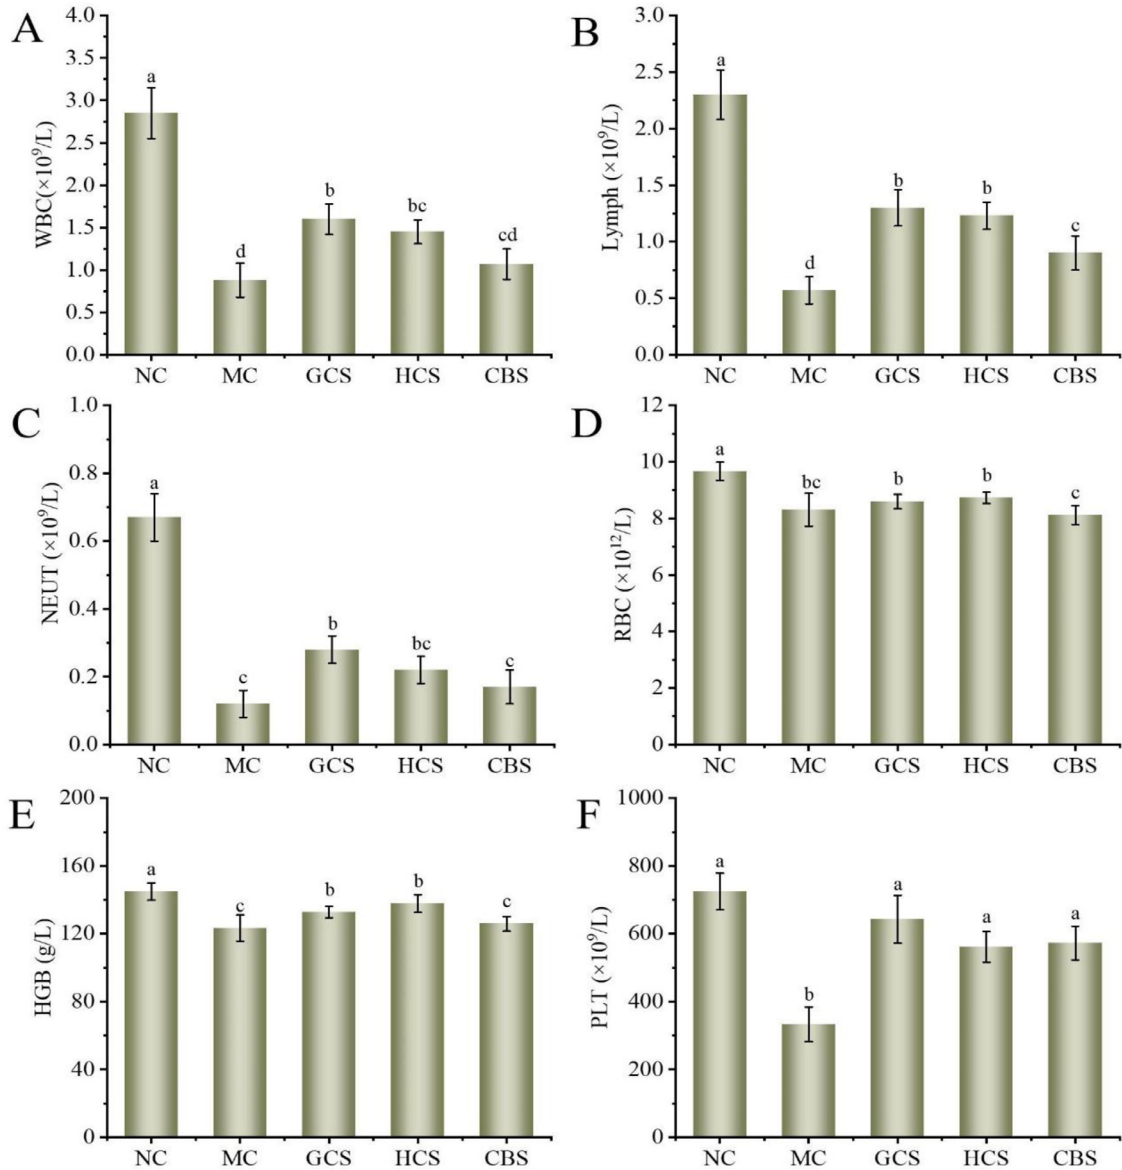 A
WBC(×10⁹/L)
4.0
3.5
3.0
2.5
2.0
1.5
1.0
0.5
0.0
a
d
b
bc
cd
NC MC GCS HCS CBS
B
Lymph (×10⁹/L)
3.0
2.5
2.0
1.5
1.0
0.5
0.0
a
d
b
b
c
NC MC GCS HCS CBS
C
NEUT (×10⁹/L)
1.0
0.8
0.6
0.4
0.2
0.0
a
c
b
bc
c
NC MC GCS HCS CBS
D
RBC (×10¹²/L)
12
10
8
6
4
2
0
a
bc
b
b
c
NC MC GCS HCS CBS
E
HGB (g/L)
200
160
120
80
40
0
a
c
b
b
c
NC MC GCS HCS CBS
F
PLT (×10⁹/L)
1000
800
600
400
200
0
a
b
a
a
a
NC MC GCS HCS CBS